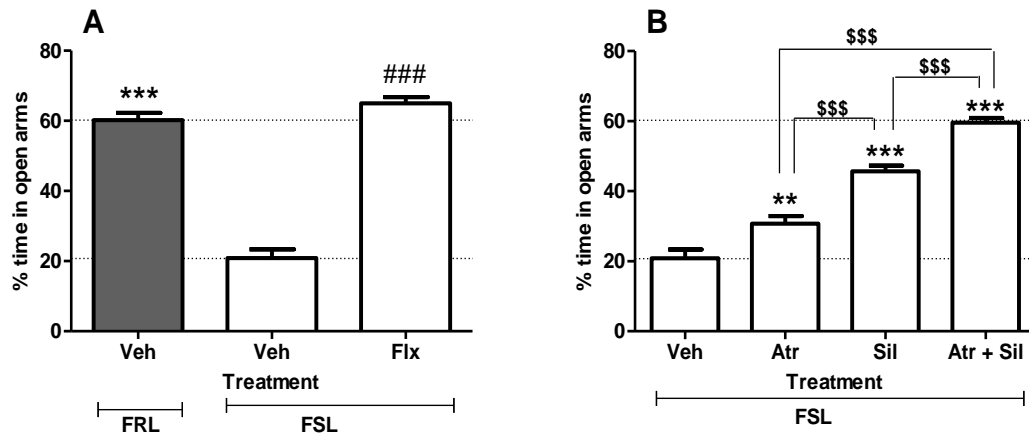 A
% time in open arms
80
60
40
20
0
***
###
Veh
Veh
Flx
Treatment
FRL
FSL
B
% time in open arms
80
60
40
20
0
$$$
$$$
$$$
**
***
***
Veh
Atr
Sil
Atr + Sil
Treatment
FSL